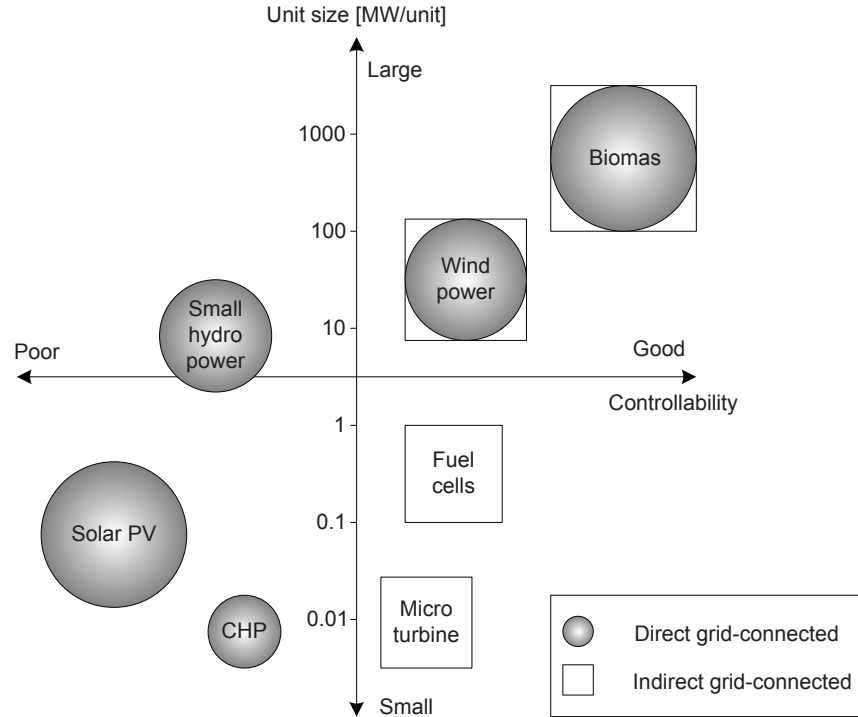 Unit size [MW/unit]
Large
1000
Biomas
100
Wind
power
Small
hydro
power
10
Poor
Good
Controllability
1
Fuel
cells
0.1
Solar PV
0.01
CHP
Micro
turbine
Direct grid-connected
Indirect grid-connected
Small